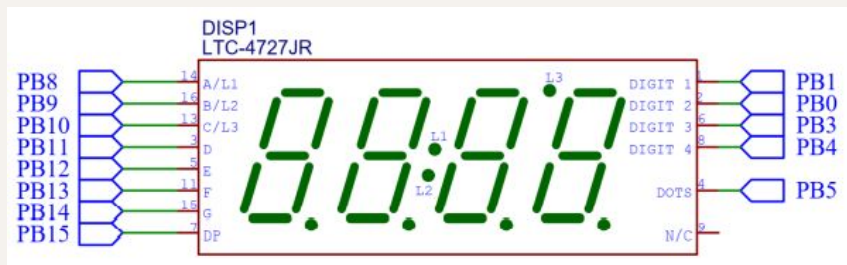 DISP1
LTC-4727JR
PB8 14 A/L1 L3 DIGIT 1 1 PB1
PB9 16 B/L2 DIGIT 2 2 PB0
PB10 13 C/L3 DIGIT 3 6 PB3
PB11 3 D L1 DIGIT 4 8 PB4
PB12 5 E
PB13 11 F L2 DOTS 4 PB5
PB14 15 G
PB15 7 DP N/C 9